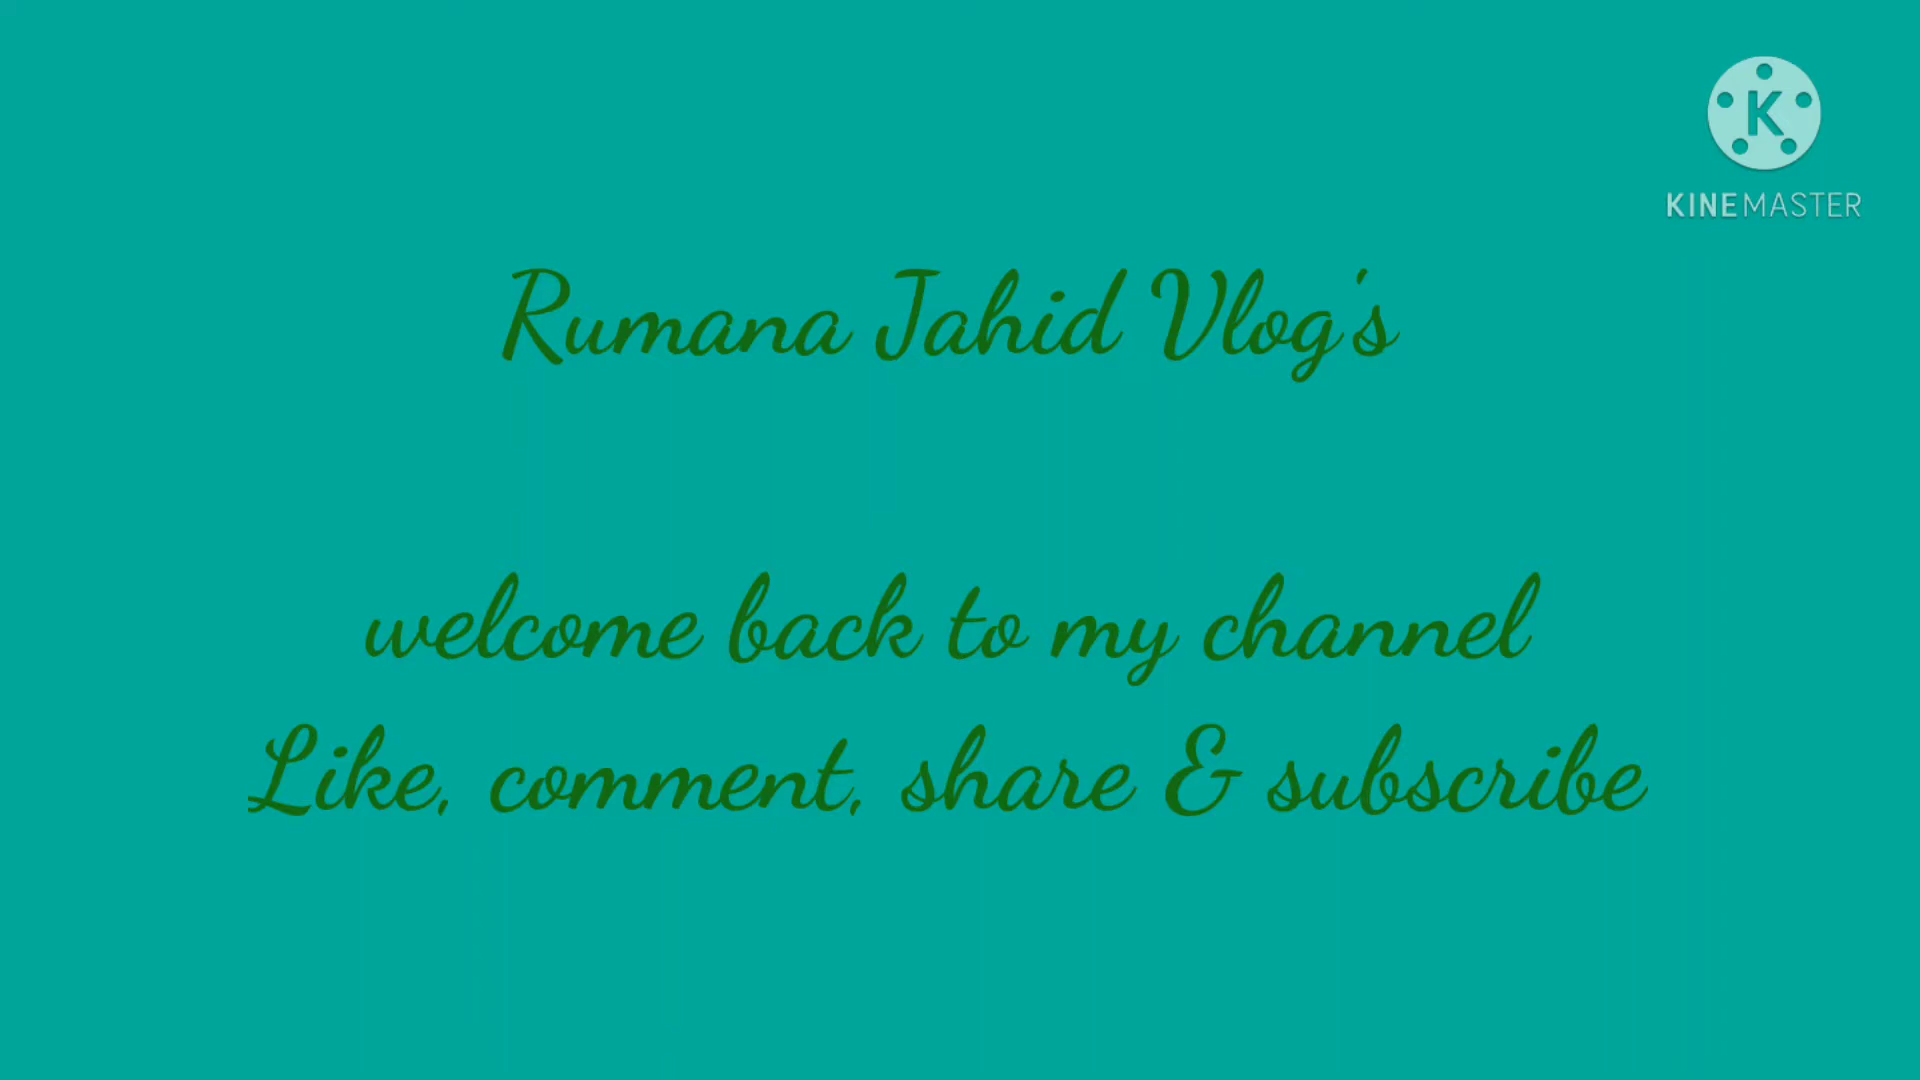 K
KINEMASTER
Rumana Jahid Vlog's
welcome back to my channel
Like, comment, share & subscribe